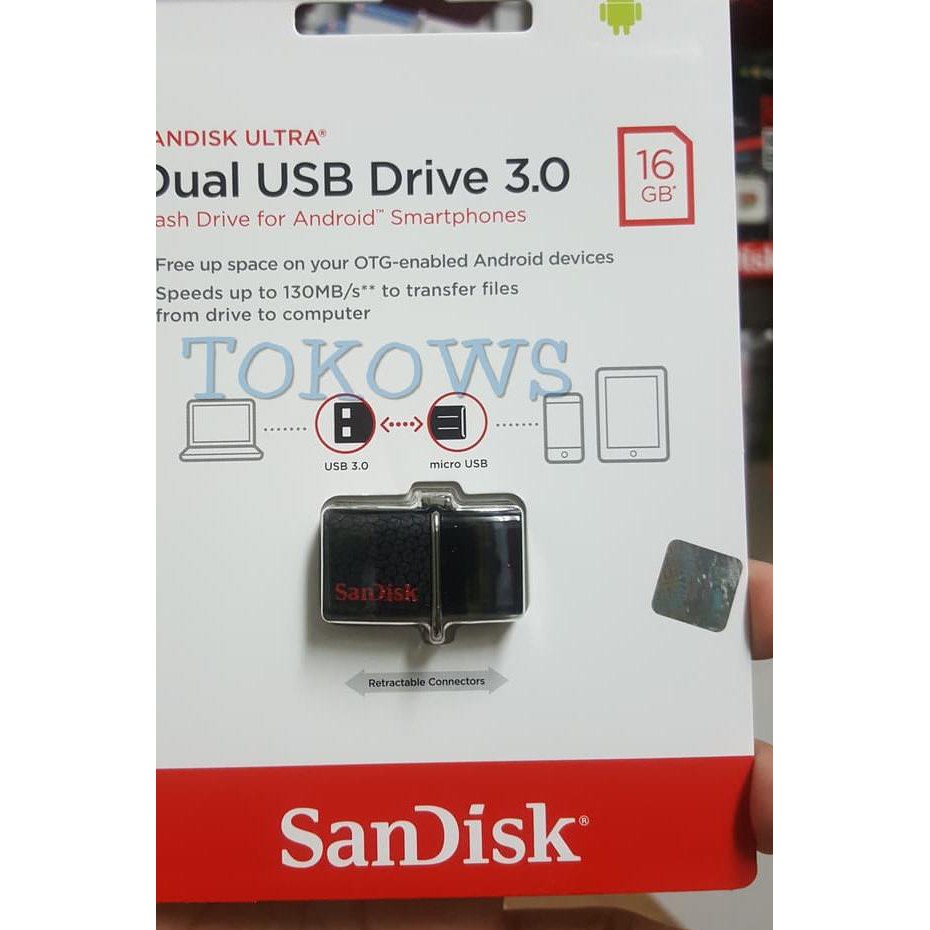 ANDISK ULTRA®
Dual USB Drive 3.0
ash Drive for Android™ Smartphones
16
GB*
Free up space on your OTG-enabled Android devices
Speeds up to 130MB/s** to transfer files
from drive to computer
TOKOWS
USB 3.0
micro USB
SanDisk
Retractable Connectors
SanDisk®